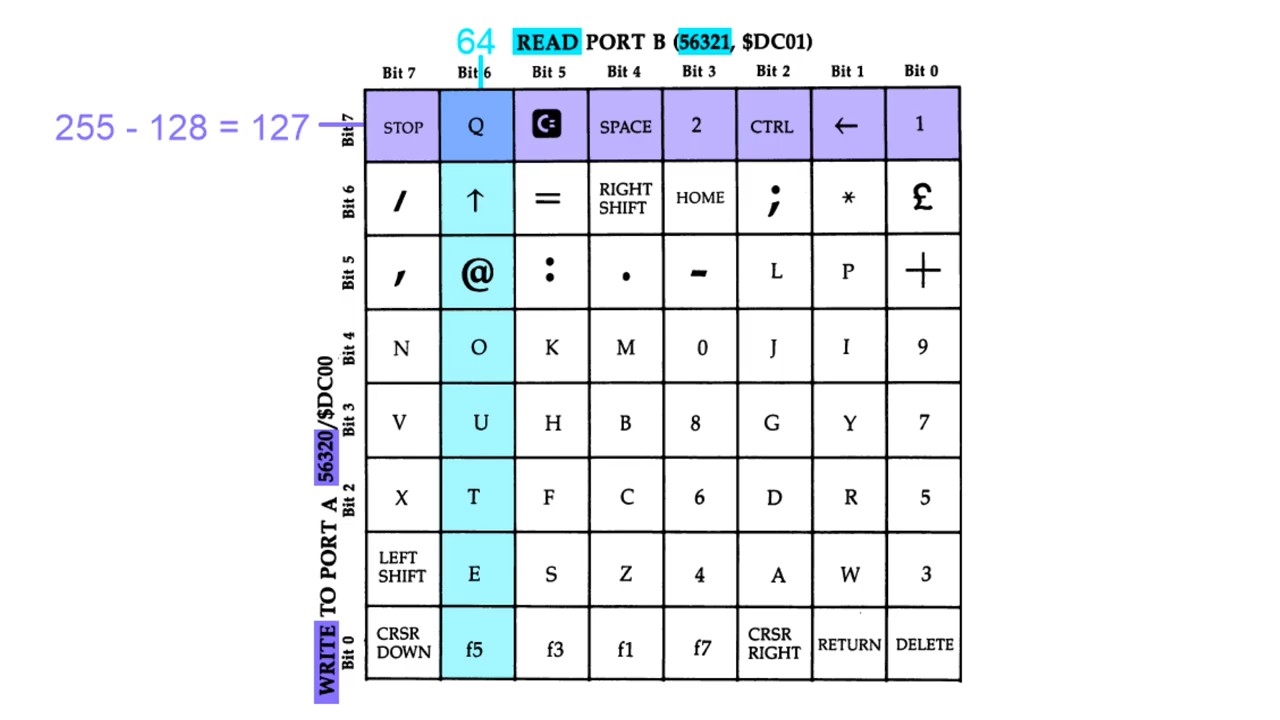 64 READ PORT B (56321, $DC01)
Bit 7 Bit 6 Bit 5 Bit 4 Bit 3 Bit 2 Bit 1 Bit 0
255 - 128 = 127
WRITE TO PORT A 56320/$DC00
Bit 7 STOP Q C= SPACE 2 CTRL ← 1
Bit 6 / ↑ = RIGHT SHIFT HOME ; * £
Bit 5 , @ : . - L P +
Bit 4 N O K M 0 J I 9
Bit 3 V U H B 8 G Y 7
Bit 2 X T F C 6 D R 5
LEFT SHIFT E S Z 4 A W 3
Bit 0 CRSR DOWN f5 f3 f1 f7 CRSR RIGHT RETURN DELETE